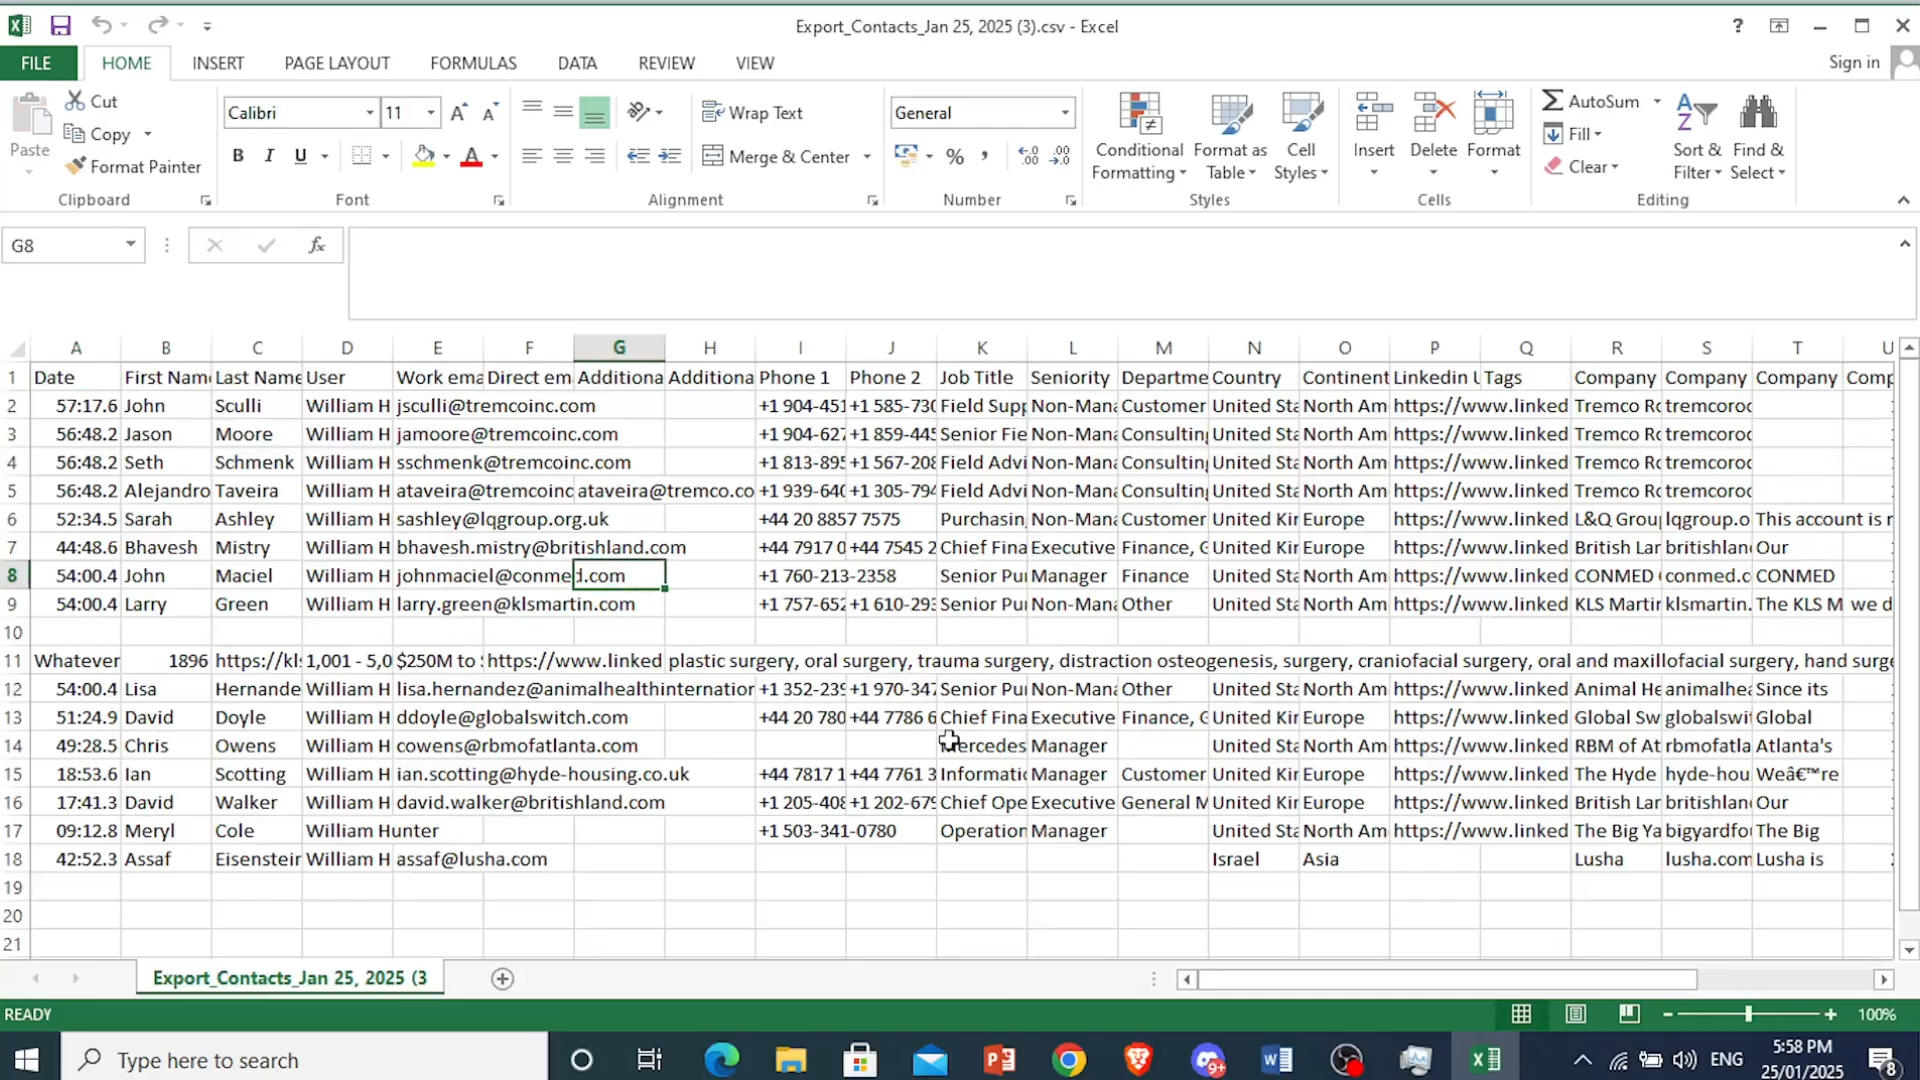 Export_Contacts_Jan 25, 2025 (3).csv - Excel
FILE HOME INSERT PAGE LAYOUT FORMULAS DATA REVIEW VIEW Sign in
Paste Cut Copy Format Painter Clipboard
Calibri 11 B I U Font
Wrap Text Merge & Center Alignment
General % Number
Conditional Formatting Format as Table Cell Styles Styles
Insert Delete Format Cells
AutoSum Fill Clear Sort & Filter Find & Select Editing
G8 fx
A B C D E F G H I J K L M N O P Q R S T U
1 Date First Nam Last Name User Work ema Direct em Additiona Additiona Phone 1 Phone 2 Job Title Seniority Departme Country Continent Linkedin U Tags Company Company Company Comp
2 57:17.6 John Sculli William H jsculli@tremcoinc.com +1 904-451 +1 585-730 Field Supp Non-Mana Customer United Sta North Am https://www.linked Tremco Ro tremcoroo
3 56:48.2 Jason Moore William H jamoore@tremcoinc.com +1 904-627 +1 859-445 Senior Fie Non-Mana Consulting United Sta North Am https://www.linked Tremco Ro tremcoroo
4 56:48.2 Seth Schmenk William H sschmenk@tremcoinc.com +1 813-895 +1 567-208 Field Advi Non-Mana Consulting United Sta North Am https://www.linked Tremco Ro tremcoroo
5 56:48.2 Alejandro Taveira William H ataveira@tremcoinc ataveira@tremco.co +1 939-640 +1 305-794 Field Advi Non-Mana Consulting United Sta North Am https://www.linked Tremco Ro tremcoroo
6 52:34.5 Sarah Ashley William H sashley@lqgroup.org.uk +44 20 8857 7575 Purchasin Non-Mana Customer United Kin Europe https://www.linked L&Q Group lqgroup.o This account is r
7 44:48.6 Bhavesh Mistry William H bhavesh.mistry@britishland.com +44 7917 0 +44 7545 2 Chief Fina Executive Finance, G United Kin Europe https://www.linked British Lan britishland Our
8 54:00.4 John Maciel William H johnmaciel@conmed.com +1 760-213-2358 Senior Pur Manager Finance United Sta North Am https://www.linked CONMED conmed.c CONMED
9 54:00.4 Larry Green William H larry.green@klsmartin.com +1 757-652 +1 610-293 Senior Pur Non-Mana Other United Sta North Am https://www.linked KLS Martin klsmartin. The KLS M we d
10
11 Whatever 1896 https://kls 1,001 - 5,0 $250M to https://www.linked plastic surgery, oral surgery, trauma surgery, distraction osteogenesis, surgery, craniofacial surgery, oral and maxillofacial surgery, hand surge
12 54:00.4 Lisa Hernande William H lisa.hernandez@animalhealthinternation +1 352-239 +1 970-347 Senior Pur Non-Mana Other United Sta North Am https://www.linked Animal He animalhea Since its
13 51:24.9 David Doyle William H ddoyle@globalswitch.com +44 20 780 +44 7786 6 Chief Fina Executive Finance, G United Kin Europe https://www.linked Global Sw globalswit Global
14 49:28.5 Chris Owens William H cowens@rbmofatlanta.com Mercedes Manager United Sta North Am https://www.linked RBM of At rbmofatla Atlanta's
15 18:53.6 Ian Scotting William H ian.scotting@hyde-housing.co.uk +44 7817 1 +44 7761 3 Informatio Manager Customer United Kin Europe https://www.linked The Hyde hyde-hou Weâ€™re
16 17:41.3 David Walker William H david.walker@britishland.com +1 205-408 +1 202-679 Chief Ope Executive General M United Kin Europe https://www.linked British Lan britishland Our
17 09:12.8 Meryl Cole William Hunter +1 503-341-0780 Operation Manager United Sta North Am https://www.linked The Big Ya bigyardfo The Big
18 42:52.3 Assaf Eisenstein William H assaf@lusha.com Israel Asia Lusha lusha.com Lusha is
19
20
21
Export_Contacts_Jan 25, 2025 (3
READY 100%
Type here to search 9+ ENG 5:58 PM 25/01/2025 8